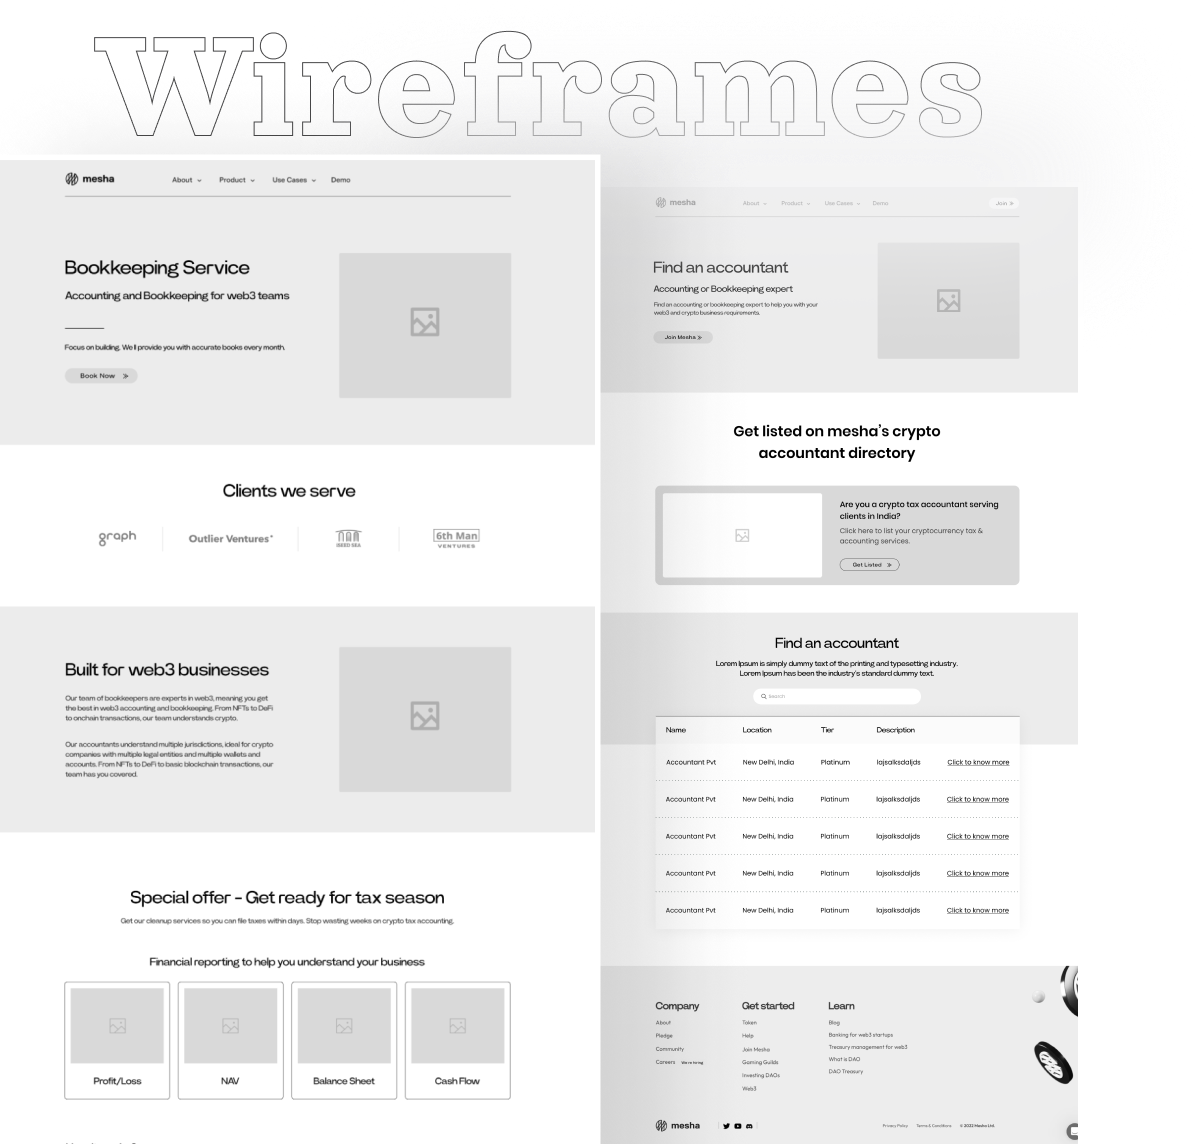 Wireframes
mesha About Product Use Cases Demo
Bookkeeping Service
Accounting and Bookkeeping for web3 teams
Focus on building. We ll provide you with accurate books every month.
Book Now
Clients we serve
graph
Outlier Ventures
SEED SEA
6th Man
VENTURES
Built for web3 businesses
Our team of bookkeepers are experts in web3, meaning you get
the best in web3 accounting and bookkeeping. From NFTs to DeFi
to onchain transactions, our team understands crypto.
Our accountants understand multiple jurisdictions, ideal for crypto
companies with multiple legal entities and multiple wallets and
accounts. From NFTs to DeFi to basic blockchain transactions, our
team has you covered.
Special offer - Get ready for tax season
Get our cleanup services so you can file taxes within days. Stop wasting weeks on crypto tax accounting.
Financial reporting to help you understand your business
Profit/Loss
NAV
Balance Sheet
Cash Flow
mesha About Product Use Cases Demo Join
Find an accountant
Accounting or Bookkeeping expert
Find an accounting or bookkeeping expert to help you with your
web3 and crypto business requirements.
Join Mesha
Get listed on mesha's crypto
accountant directory
Are you a crypto tax accountant serving
clients in India?
Click here to list your cryptocurrency tax &
accounting services.
Get Listed
Find an accountant
Lorem Ipsum is simply dummy text of the printing and typesetting industry.
Lorem Ipsum has been the industry's standard dummy text.
Search
Name Location Tier Description
Accountant Pvt New Delhi, India Platinum lajsalksdaljds Click to know more
Accountant Pvt New Delhi, India Platinum lajsalksdaljds Click to know more
Accountant Pvt New Delhi, India Platinum lajsalksdaljds Click to know more
Accountant Pvt New Delhi, India Platinum lajsalksdaljds Click to know more
Accountant Pvt New Delhi, India Platinum lajsalksdaljds Click to know more
Company
About
Pledge
Community
Careers We're hiring
Get started
Token
Help
Join Mesha
Gaming Guilds
Investing DAOs
Web3
Learn
Blog
Banking for web3 startups
Treasury management for web3
What is DAO
DAO Treasury
mesha
Privacy Policy Terms & Conditions © 2022 Mesha Ltd.